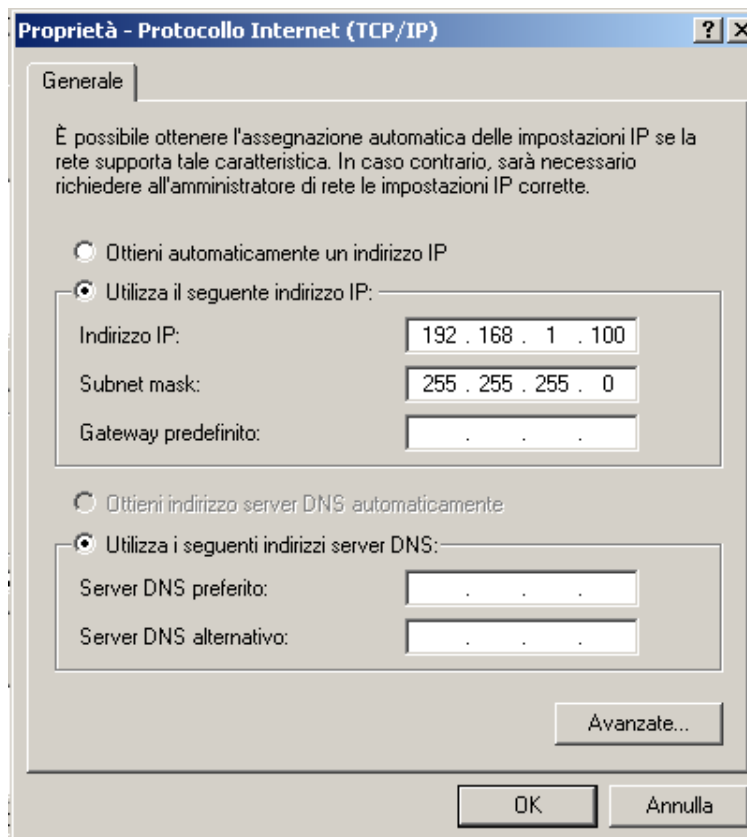 Proprietà - Protocollo Internet (TCP/IP)
Generale
È possibile ottenere l'assegnazione automatica delle impostazioni IP se la
rete supporta tale caratteristica. In caso contrario, sarà necessario
richiedere all'amministratore di rete le impostazioni IP corrette.
Ottieni automaticamente un indirizzo IP
Utilizza il seguente indirizzo IP:
Indirizzo IP: 192 . 168 . 1 . 100
Subnet mask: 255 . 255 . 255 . 0
Gateway predefinito: . . .
Ottieni indirizzo server DNS automaticamente
Utilizza i seguenti indirizzi server DNS:
Server DNS preferito: . . .
Server DNS alternativo: . . .
Avanzate...
OK Annulla